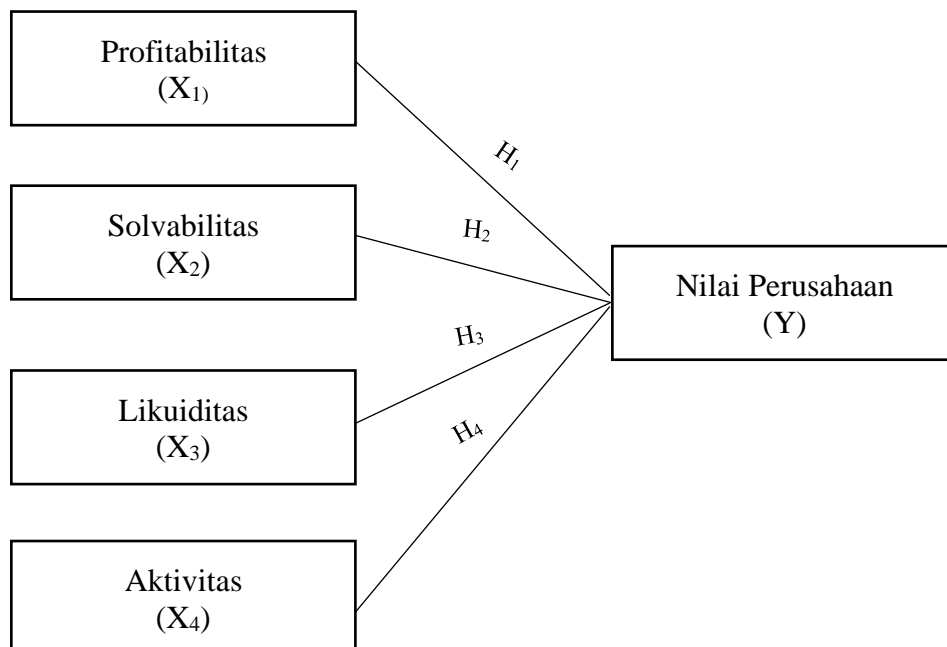 Profitabilitas
(X₁)
H₁
Solvabilitas
(X₂)
H₂
Nilai Perusahaan
(Y)
H₃
Likuiditas
(X₃)
H₄
Aktivitas
(X₄)